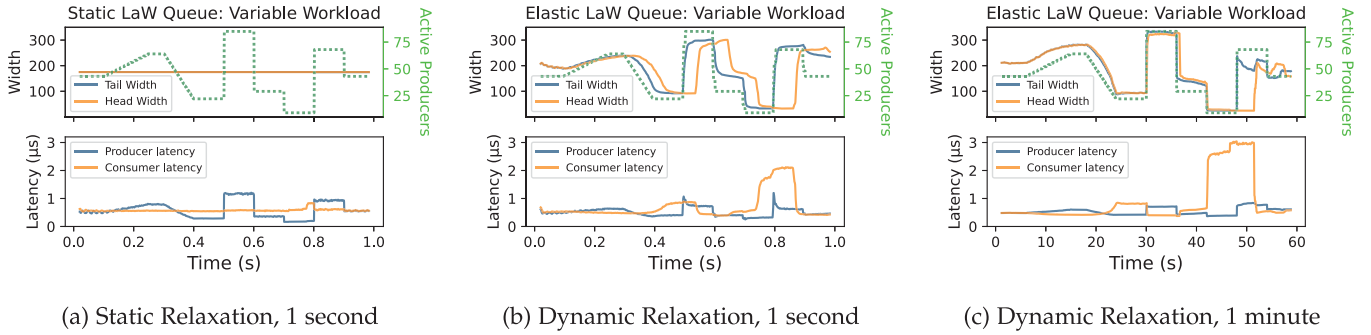 Static LaW Queue: Variable Workload
Width
300
200
100
Tail Width
Head Width
75
50
25
Active Producers
Latency (µs)
3
2
1
0
Producer latency
Consumer latency
0.0 0.2 0.4 0.6 0.8 1.0
Time (s)
(a) Static Relaxation, 1 second
Elastic LaW Queue: Variable Workload
Width
300
200
100
Tail Width
Head Width
75
50
25
Active Producers
Latency (µs)
3
2
1
0
Producer latency
Consumer latency
0.0 0.2 0.4 0.6 0.8 1.0
Time (s)
(b) Dynamic Relaxation, 1 second
Elastic LaW Queue: Variable Workload
Width
300
200
100
Tail Width
Head Width
75
50
25
Active Producers
Latency (µs)
3
2
1
0
Producer latency
Consumer latency
0 10 20 30 40 50 60
Time (s)
(c) Dynamic Relaxation, 1 minute